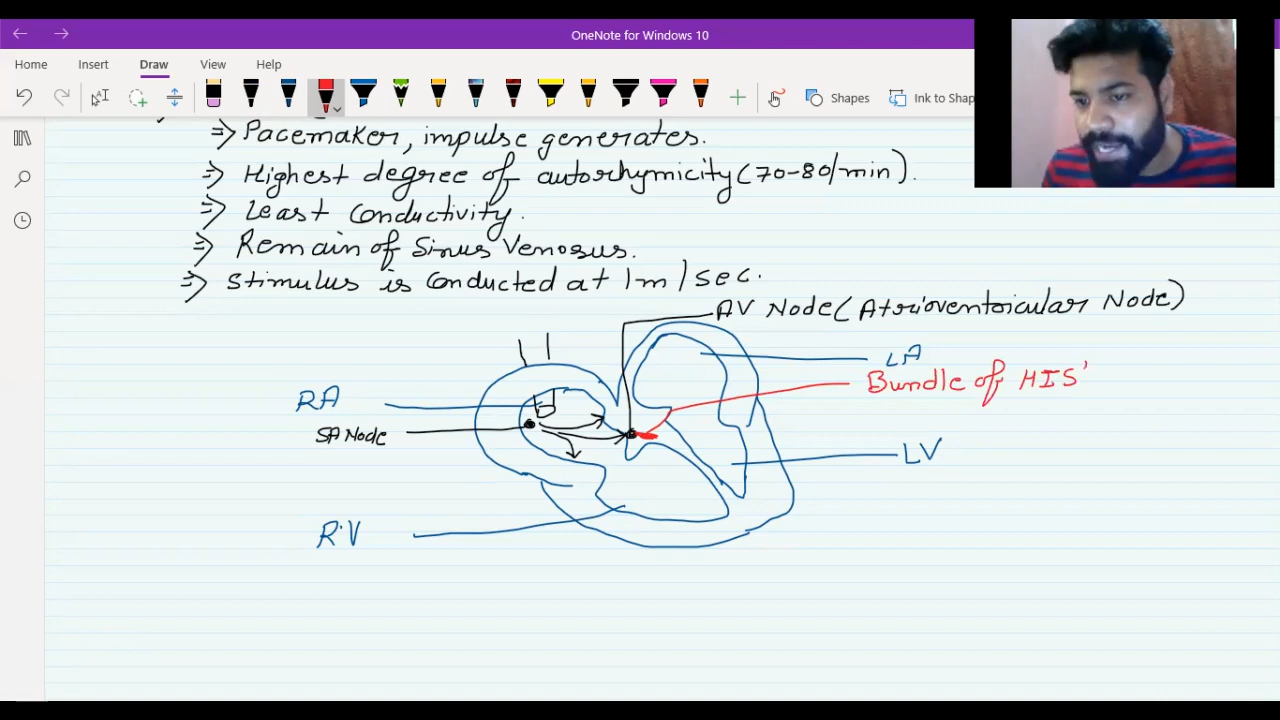 OneNote for Windows 10
Home Insert Draw View Help
Shapes Ink to Shap
⇒ Pacemaker, impulse generates.
⇒ Highest degree of autorhymicity (70-80/min).
⇒ Least Conductivity.
⇒ Remain of Sinus Venosus.
⇒ Stimulus is conducted at 1m/sec.
AV Node (Atrioventricular Node)
LA
Bundle of HIS'
RA
SA Node
LV
R.V